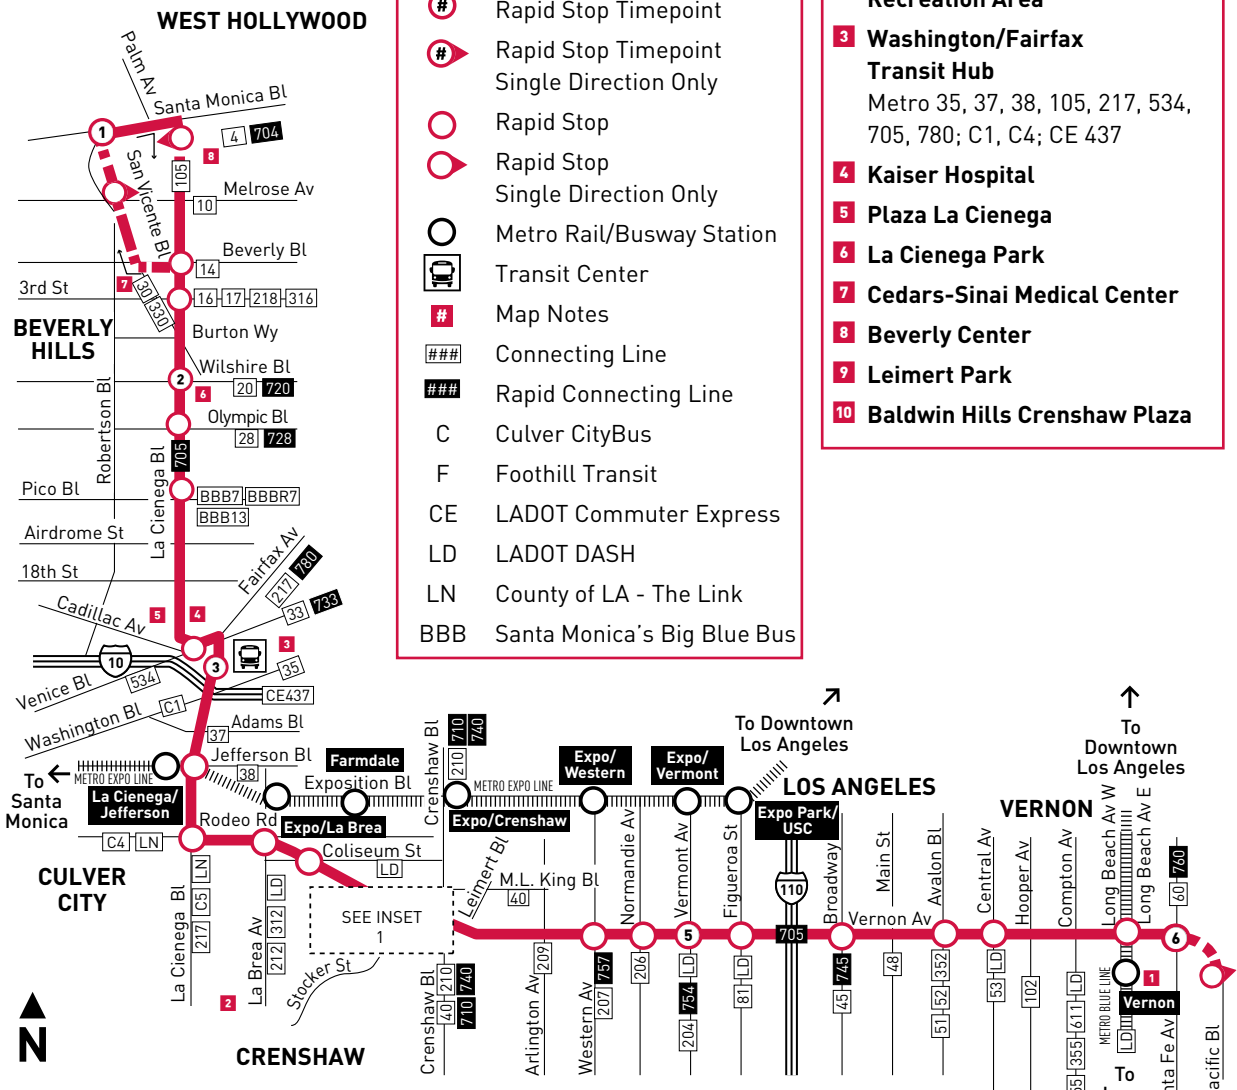 WEST HOLLYWOOD
Palm Av
Santa Monica Bl
1
4 704
8
San Vicente Bl
105
Melrose Av
10
Beverly Bl
14
7
30 330
3rd St
16 17 218 316
BEVERLY
HILLS
Burton Wy
Wilshire Bl
2
20 720
6
Olympic Bl
28 728
Robertson Bl
La Cienega Bl
705
Pico Bl
BBB7 BBBR7
BBB13
Airdrome St
18th St
Fairfax Av
217 780
33 733
Cadillac Av
5
4
3
3
10
35
Venice Bl
534
CE437
Washington Bl
C1
Adams Bl
37
Jefferson Bl
38
To
Santa
Monica
METRO EXPO LINE
La Cienega/
Jefferson
Farmdale
Exposition Bl
Expo/La Brea
Crenshaw Bl
210 710 740
METRO EXPO LINE
Expo/Crenshaw
Expo/
Western
Expo/
Vermont
To Downtown
Los Angeles
Expo Park/
USC
LOS ANGELES
Rodeo Rd
C4 LN
Coliseum St
LD
CULVER
CITY
La Cienega Bl
217 C5 LN
La Brea Av
212 312 LD
2
SEE INSET
1
Stocker St
Leimert Bl
M.L. King Bl
40
Crenshaw Bl
40 210
710 740
CRENSHAW
N
Arlington Av
209
Western Av
207 757
Normandie Av
206
Vermont Av
5
204 754 LD
Figueroa St
81 LD
110
705
Broadway
45 745
Vernon Av
Main St
48
Avalon Bl
51 52 352
Central Av
53 LD
Hooper Av
102
Compton Av
355 611 LD
VERNON
To
Downtown
Los Angeles
Long Beach Av W
Long Beach Av E
60 760
6
1
METRO BLUE LINE
Vernon
LD
To
# Rapid Stop Timepoint
# Rapid Stop Timepoint
Single Direction Only
Rapid Stop
Rapid Stop
Single Direction Only
Metro Rail/Busway Station
Transit Center
# Map Notes
### Connecting Line
### Rapid Connecting Line
C Culver CityBus
F Foothill Transit
CE LADOT Commuter Express
LD LADOT DASH
LN County of LA - The Link
BBB Santa Monica's Big Blue Bus
Recreation Area
3 Washington/Fairfax
Transit Hub
Metro 35, 37, 38, 105, 217, 534,
705, 780; C1, C4; CE 437
4 Kaiser Hospital
5 Plaza La Cienega
6 La Cienega Park
7 Cedars-Sinai Medical Center
8 Beverly Center
9 Leimert Park
10 Baldwin Hills Crenshaw Plaza